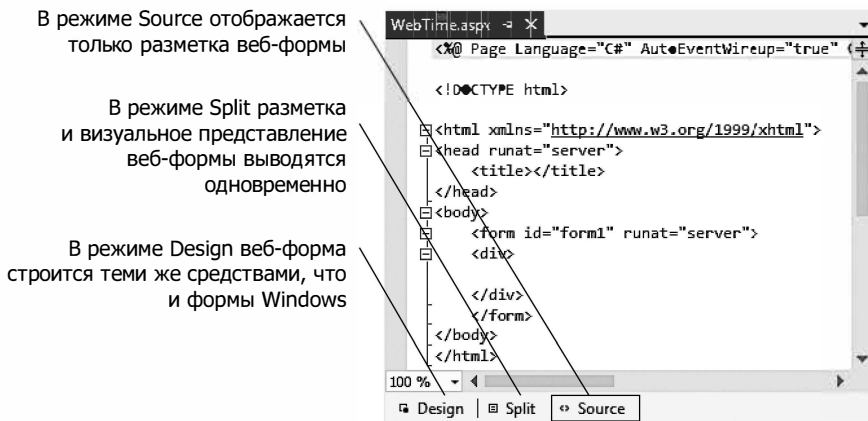 В режиме Source отображается
только разметка веб-формы
В режиме Split разметка
и визуальное представление
веб-формы выводятся
одновременно
В режиме Design веб-форма
строится теми же средствами, что
и формы Windows
WebTime.aspx
<%@ Page Language="C#" AutoEventWireup="true"
<!DOCTYPE html>
<html xmlns="http://www.w3.org/1999/xhtml">
<head runat="server">
<title></title>
</head>
<body>
<form id="form1" runat="server">
<div>
</div>
</form>
</body>
</html>
100 %
Design Split Source